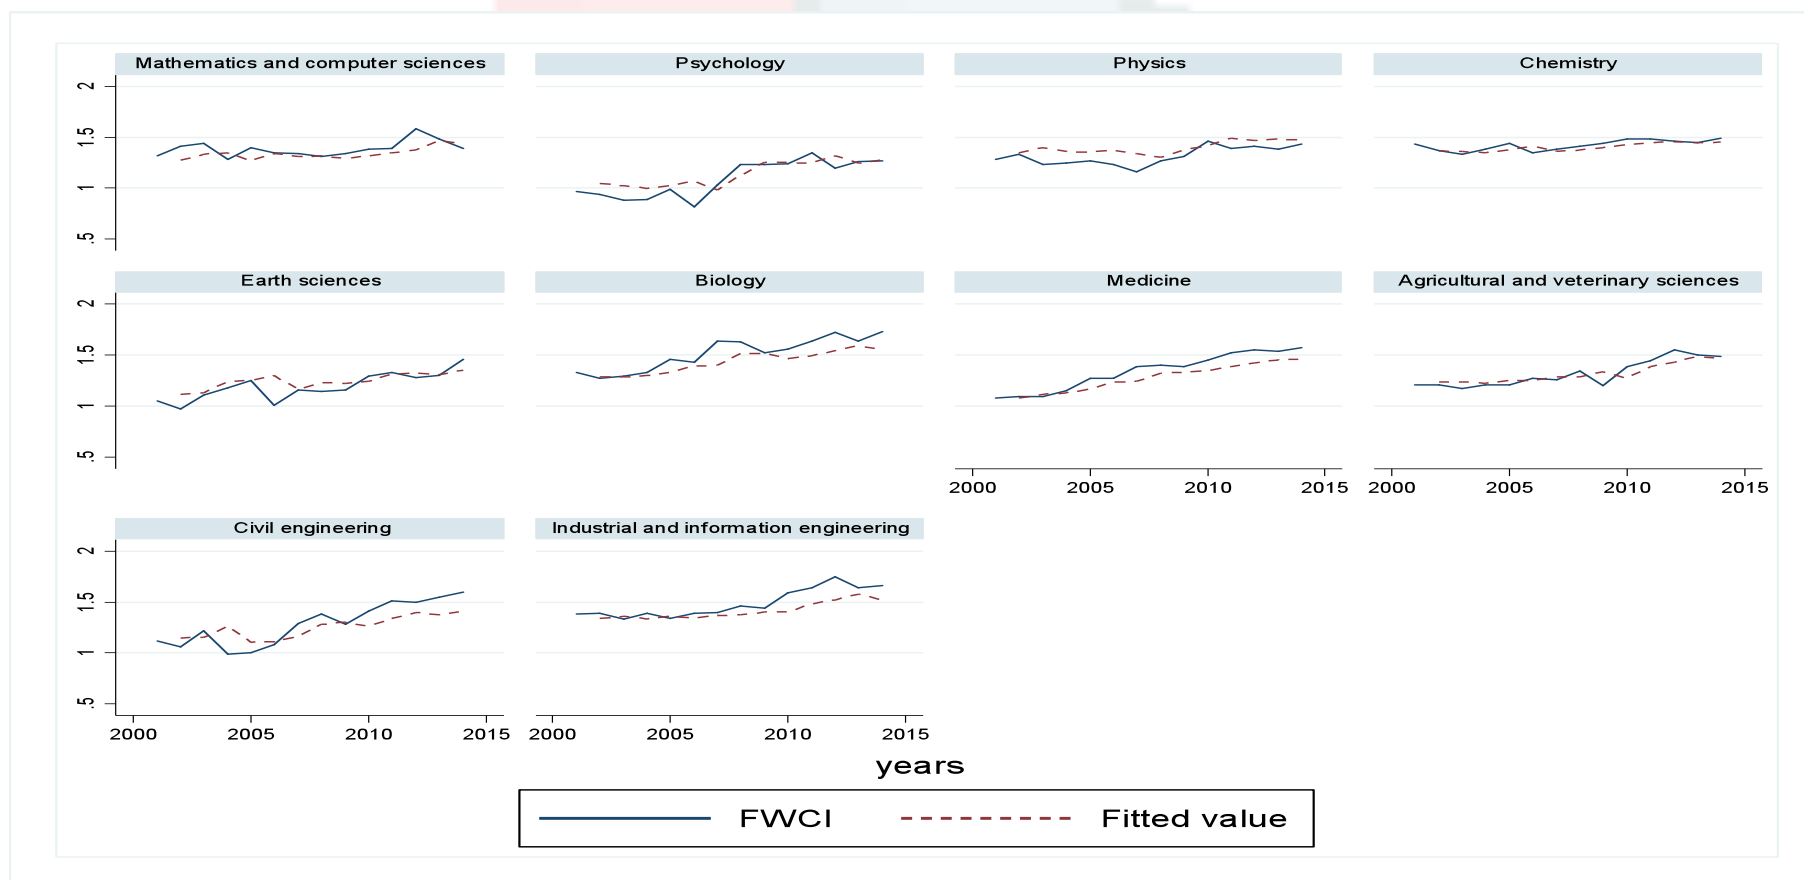 Mathematics and computer sciences
Psychology
Physics
Chemistry
2
1.5
1
.5
Earth sciences
Biology
Medicine
Agricultural and veterinary sciences
2
1.5
1
.5
2000 2005 2010 2015
2000 2005 2010 2015
Civil engineering
Industrial and information engineering
2
1.5
1
.5
2000 2005 2010 2015
2000 2005 2010 2015
years
FWCI
Fitted value